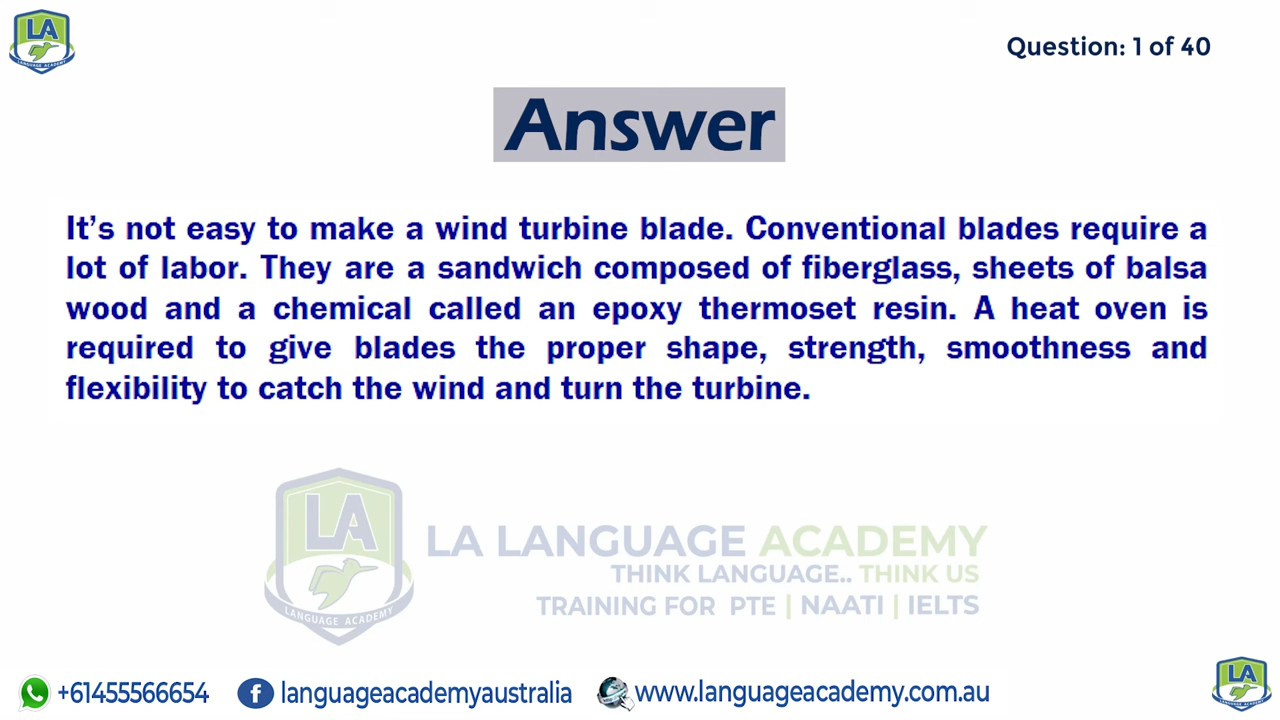 LA
LANGUAGE ACADEMY
Question: 1 of 40
Answer
It's not easy to make a wind turbine blade. Conventional blades require a
lot of labor. They are a sandwich composed of fiberglass, sheets of balsa
wood and a chemical called an epoxy thermoset resin. A heat oven is
required to give blades the proper shape, strength, smoothness and
flexibility to catch the wind and turn the turbine.
LA
LANGUAGE ACADEMY
LA LANGUAGE ACADEMY
THINK LANGUAGE.. THINK US
TRAINING FOR PTE | NAATI | IELTS
+61455566654
languageacademyaustralia
www.languageacademy.com.au
LA
LANGUAGE ACADEMY